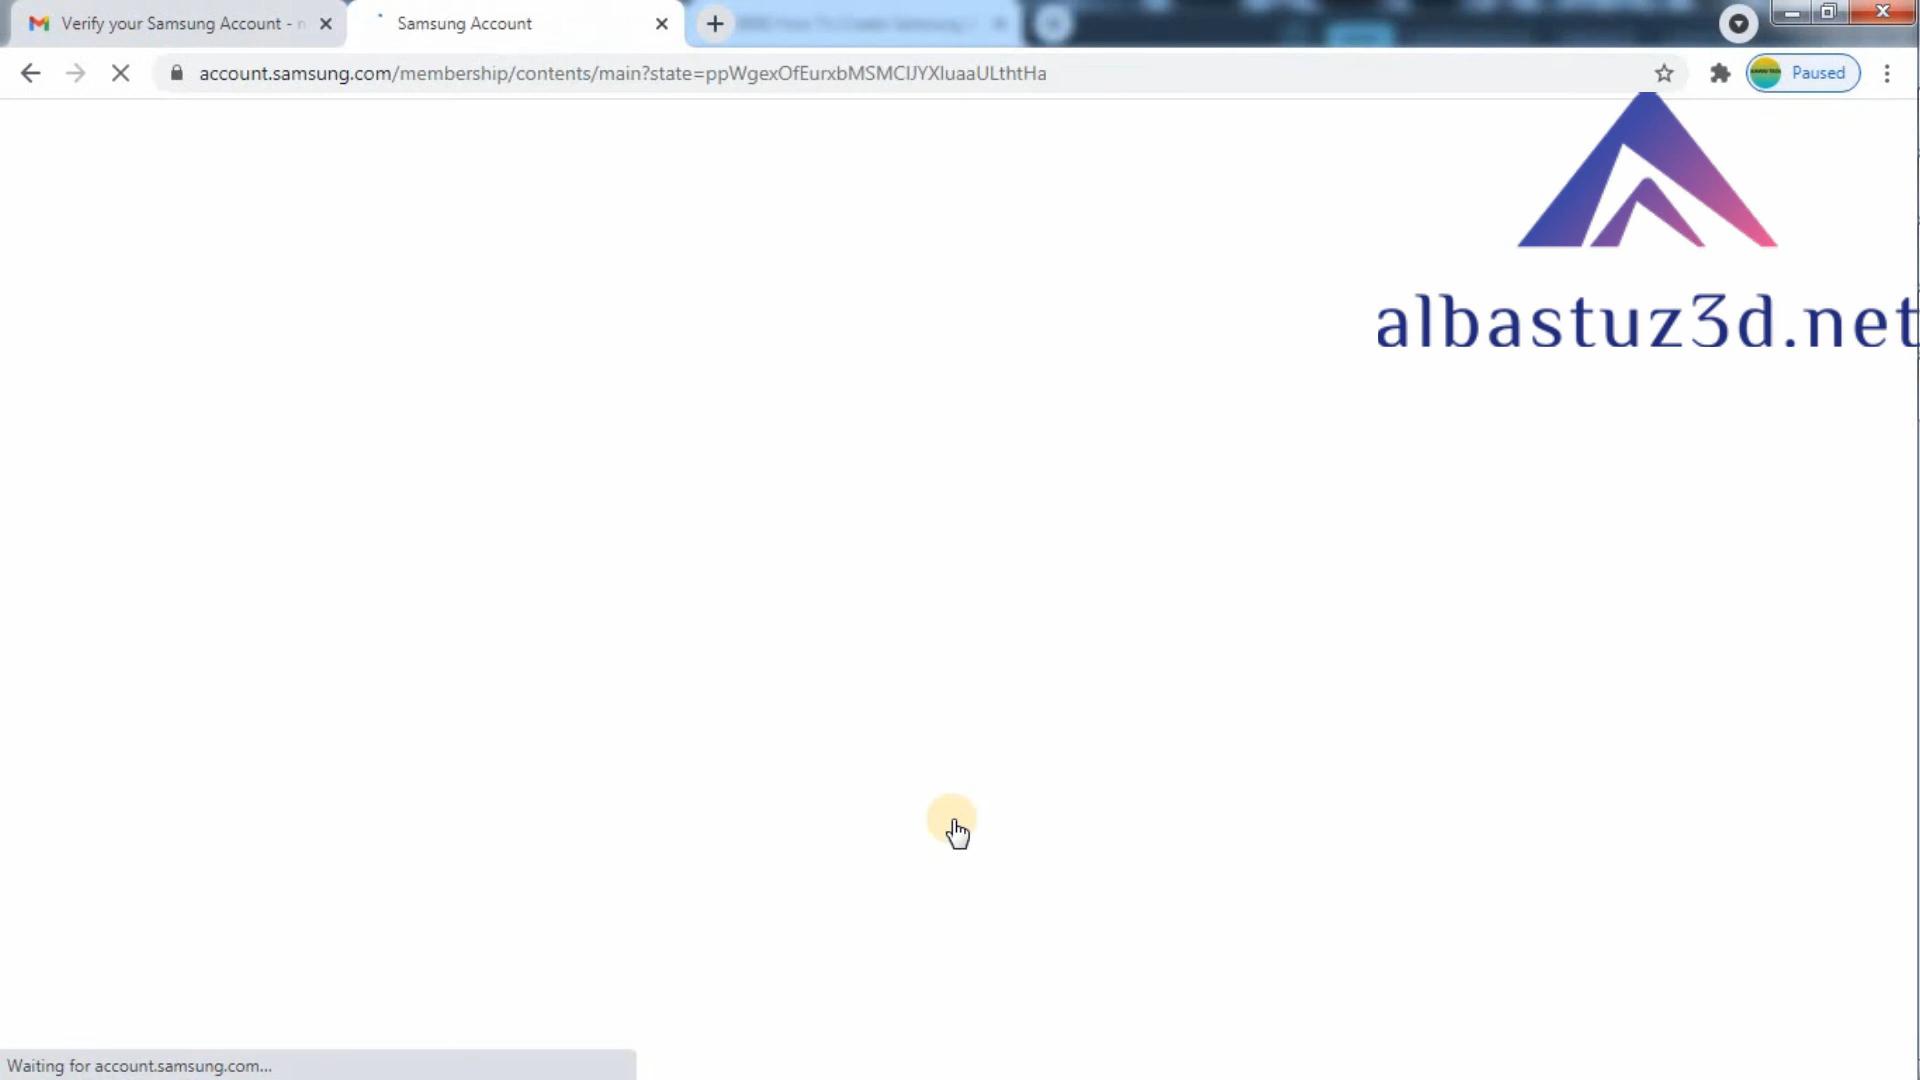 Verify your Samsung Account -
Samsung Account
account.samsung.com/membership/contents/main?state=ppWgexOfEurxbMSMCIJYXIuaaULthtHa
Paused
albastuz3d.net
Waiting for account.samsung.com...